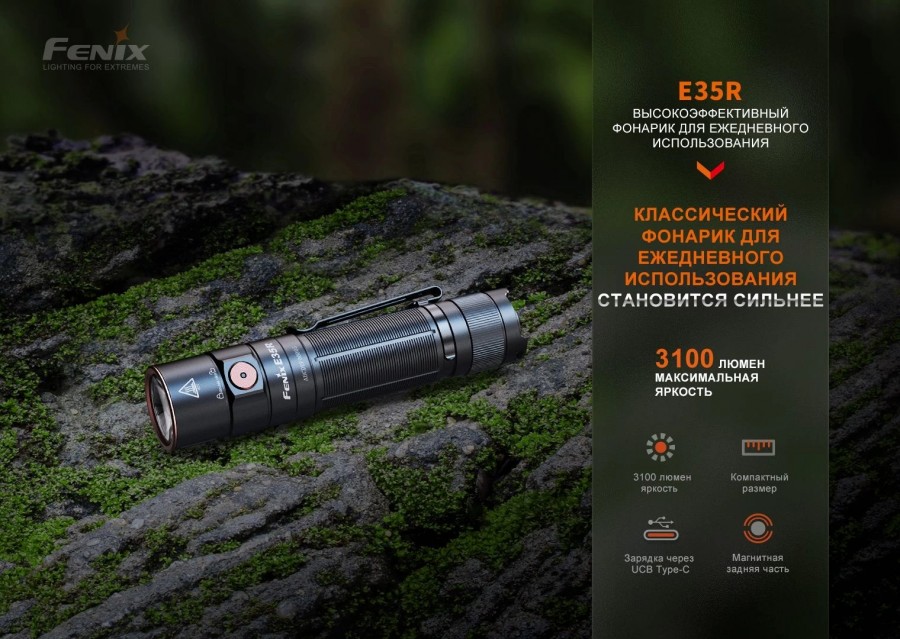 FENIX
LIGHTING FOR EXTREMES
E35R
ВЫСОКОЭФФЕКТИВНЫЙ
ФОНАРИК ДЛЯ ЕЖЕДНЕВНОГО
ИСПОЛЬЗОВАНИЯ
КЛАССИЧЕСКИЙ
ФОНАРИК ДЛЯ
ЕЖЕДНЕВНОГО
ИСПОЛЬЗОВАНИЯ
СТАНОВИТСЯ СИЛЬНЕЕ
3100 ЛЮМЕН
МАКСИМАЛЬНАЯ
ЯРКОСТЬ
3100 люмен
яркость
Компактный
размер
Зарядка через
UCB Type-C
Магнитная
задняя часть
FENIX E35R